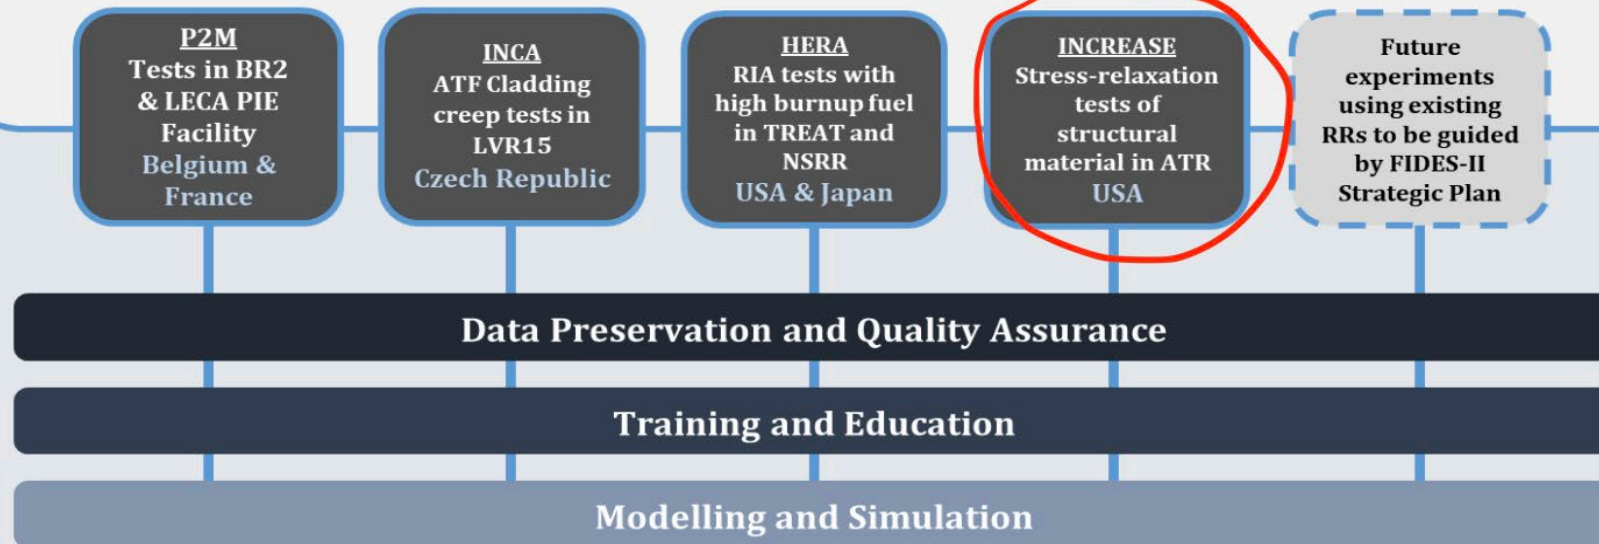 P2M
Tests in BR2
& LECA PIE
Facility
Belgium &
France
INCA
ATF Cladding
creep tests in
LVR15
Czech Republic
HERA
RIA tests with
high burnup fuel
in TREAT and
NSRR
USA & Japan
INCREASE
Stress-relaxation
tests of
structural
material in ATR
USA
Future
experiments
using existing
RRs to be guided
by FIDES-II
Strategic Plan
Data Preservation and Quality Assurance
Training and Education
Modelling and Simulation